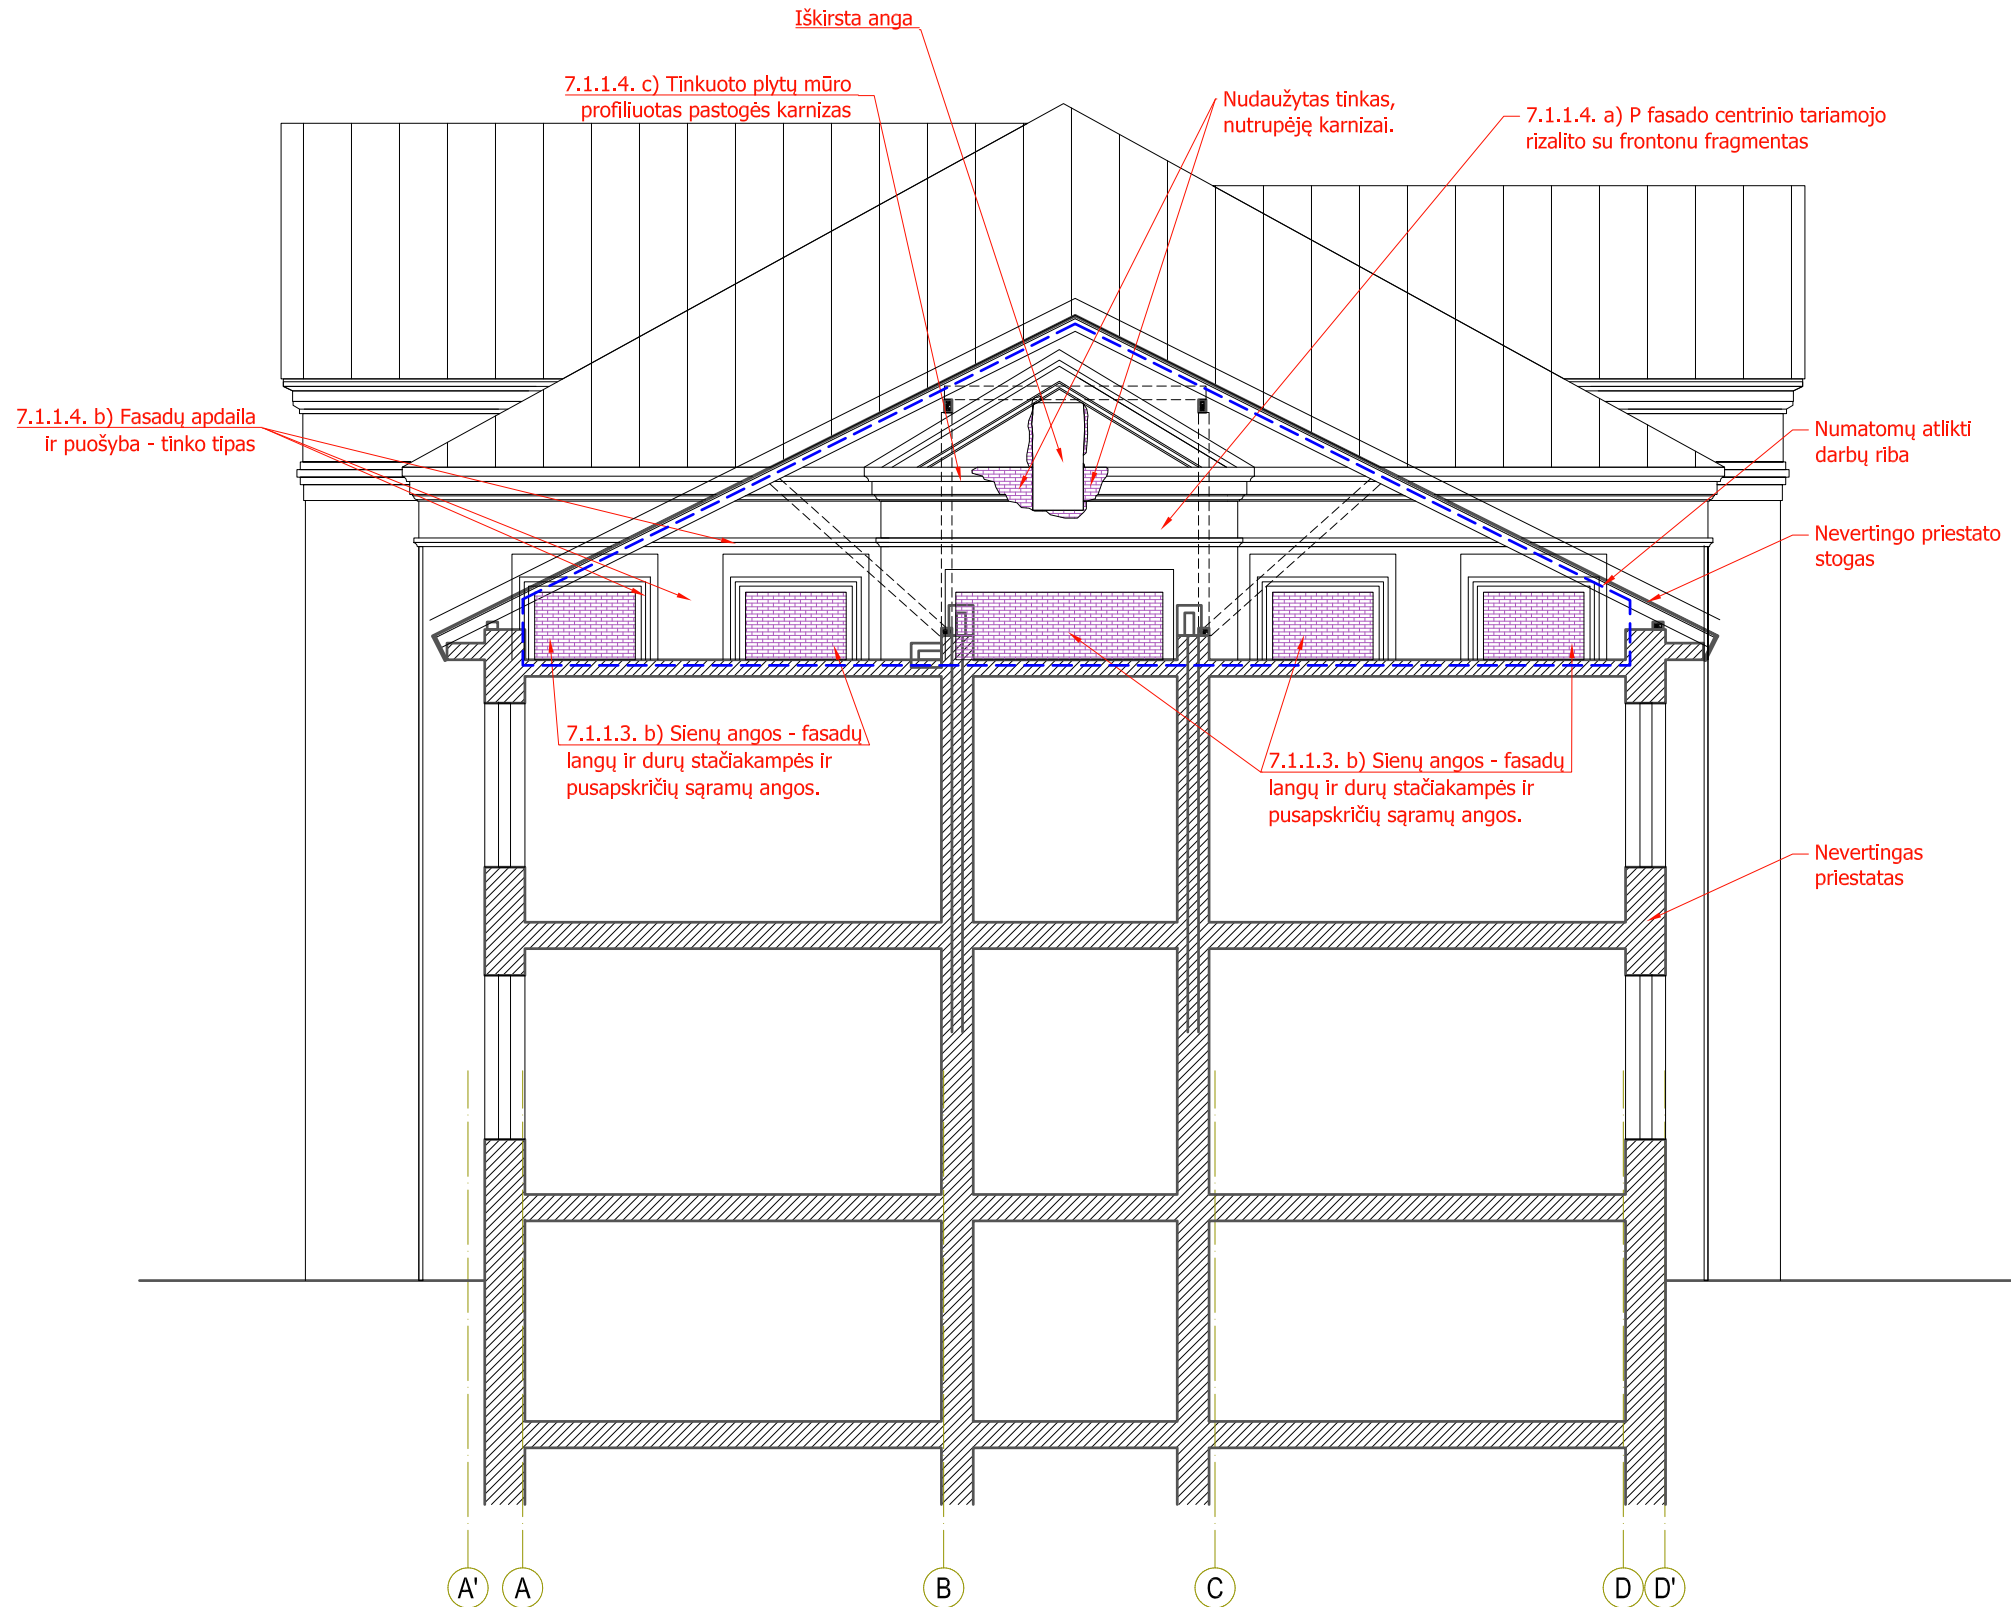 Iškirsta anga
7.1.1.4. c) Tinkuoto plytų mūro
profiliuotas pastogės karnizas
Nudaužytas tinkas,
nutrupėję karnizai.
7.1.1.4. a) P fasado centrinio tariamojo
rizalito su frontonu fragmentas
7.1.1.4. b) Fasadų apdaila
ir puošyba - tinko tipas
Numatomų atlikti
darbų riba
Nevertingo priestato
stogas
7.1.1.3. b) Sienų angos - fasadų
langų ir durų stačiakampės ir
pusapskričių sąramų angos.
7.1.1.3. b) Sienų angos - fasadų
langų ir durų stačiakampės ir
pusapskričių sąramų angos.
Nevertingas
priestatas
A' A B C D D'